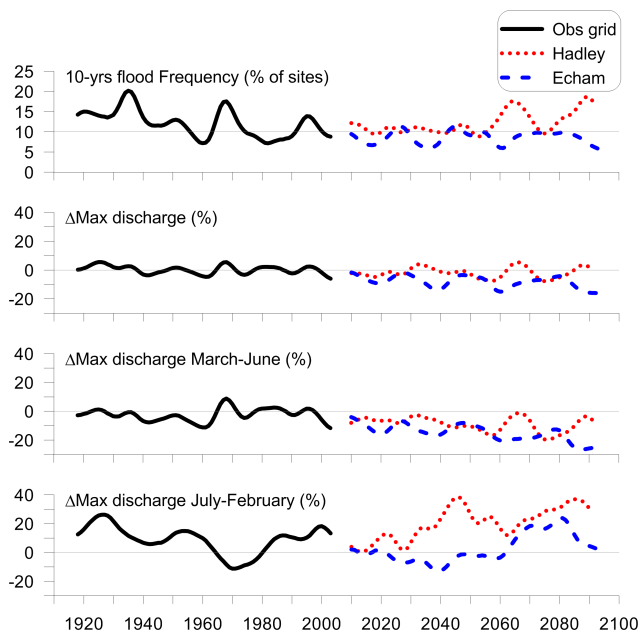 Obs grid
Hadley
Echam
10-yrs flood Frequency (% of sites)
25
20
15
10
5
0
ΔMax discharge (%)
40
20
0
-20
ΔMax discharge March-June (%)
40
20
0
-20
ΔMax discharge July-February (%)
40
20
0
-20
1920 1940 1960 1980 2000 2020 2040 2060 2080 2100